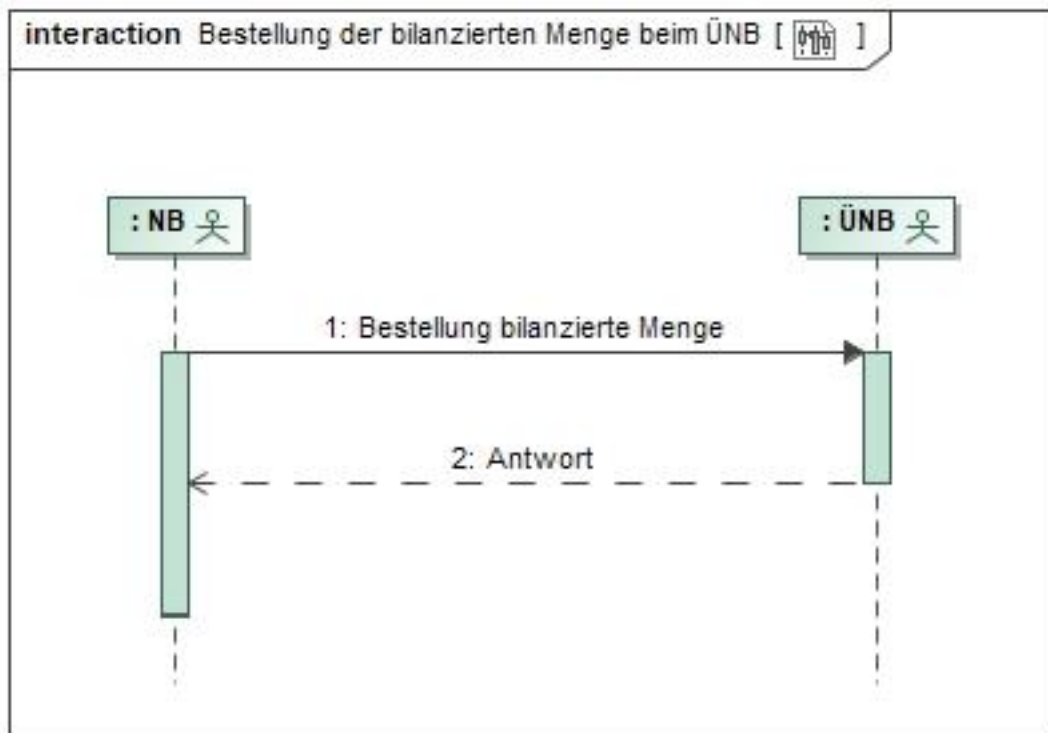 interaction Bestellung der bilanzierten Menge beim ÜNB [ ]
: NB
: ÜNB
1: Bestellung bilanzierte Menge
2: Antwort